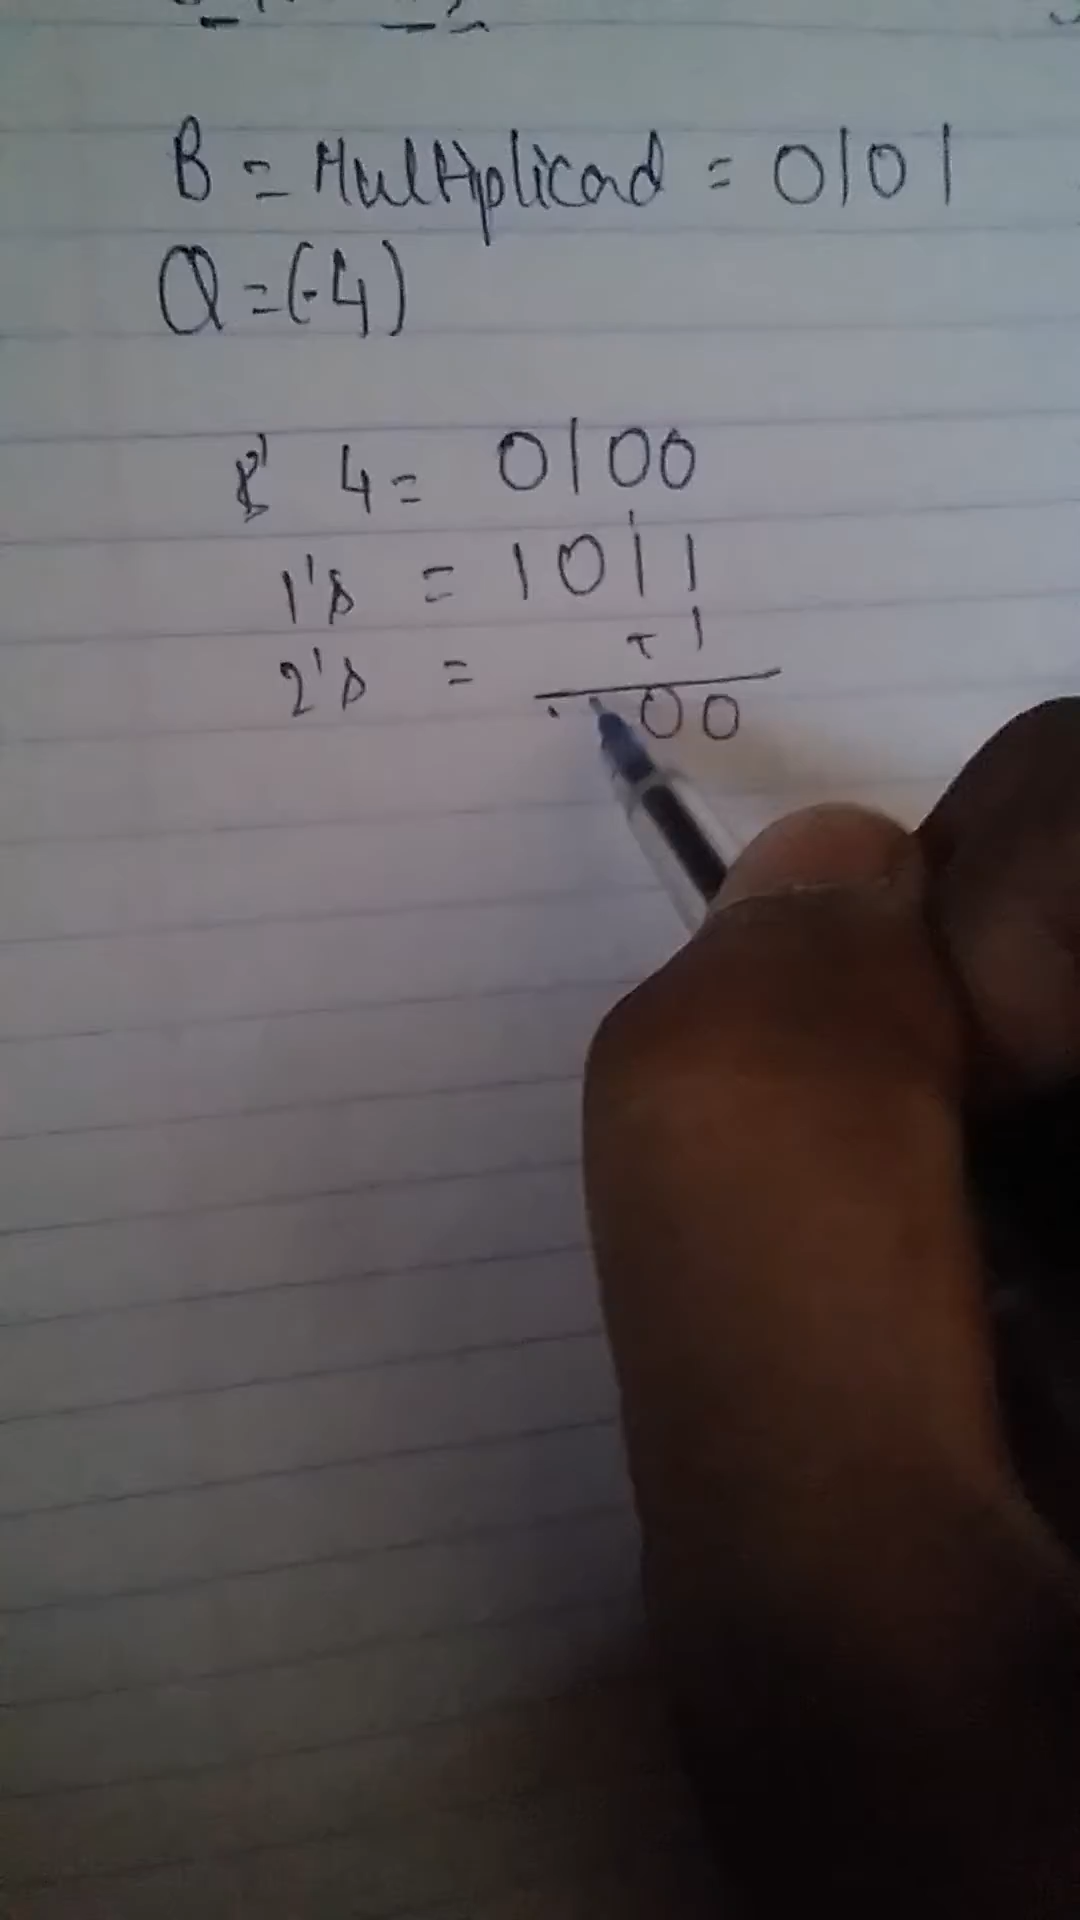 B = Multiplicand = 0101
Q = (-4)
4 = 0100
1's = 1011
2's = + 1
00